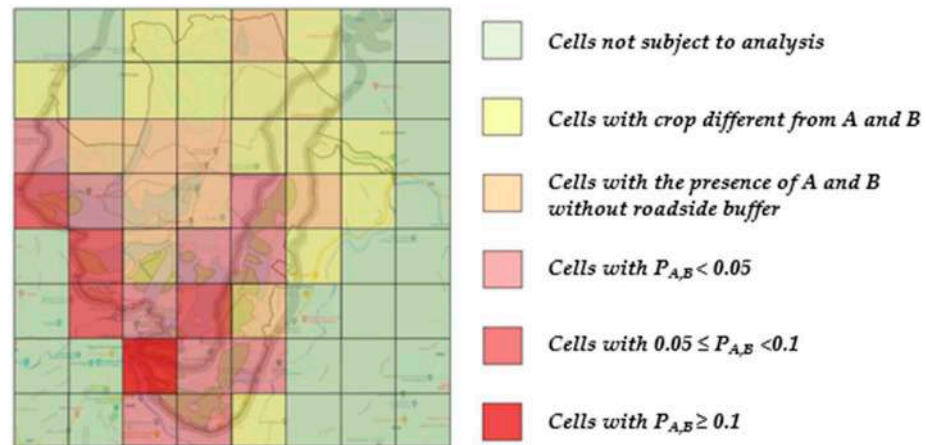 Cells not subject to analysis
Cells with crop different from A and B
Cells with the presence of A and B
without roadside buffer
Cells with P_A,B < 0.05
Cells with 0.05 ≤ P_A,B <0.1
Cells with P_A,B ≥ 0.1